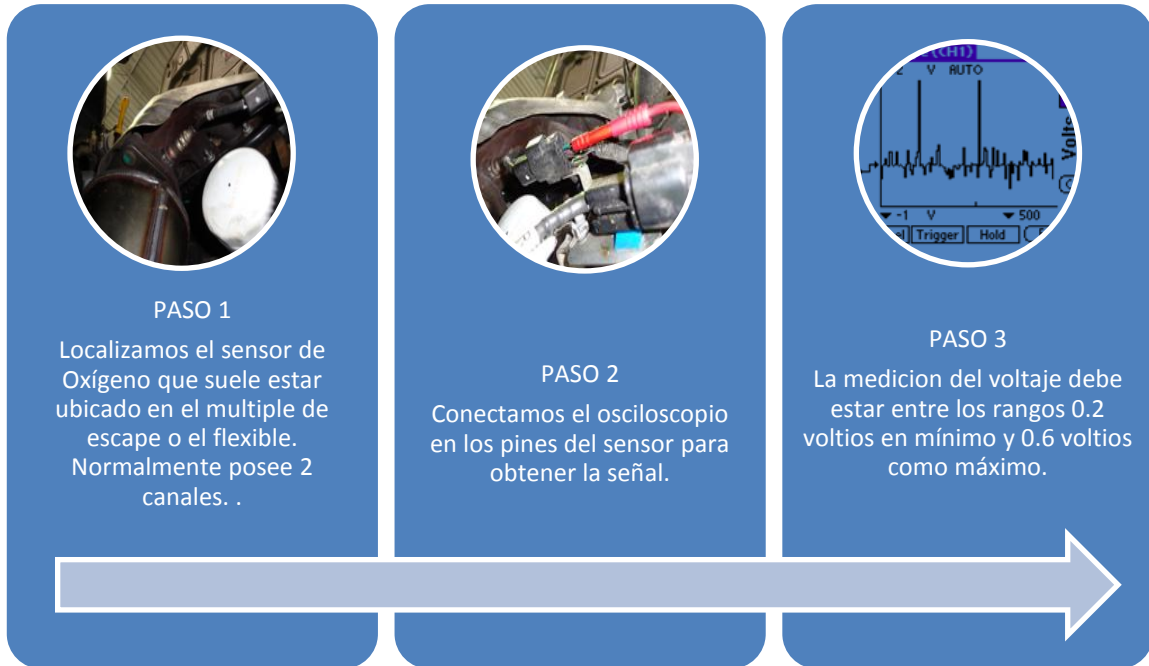 (CH1)
V AUTO
Volts
-1 V 500
Trigger Hold
PASO 1
Localizamos el sensor de
Oxígeno que suele estar
ubicado en el multiple de
escape o el flexible.
Normalmente posee 2
canales. .
PASO 2
Conectamos el osciloscopio
en los pines del sensor para
obtener la señal.
PASO 3
La medicion del voltaje debe
estar entre los rangos 0.2
voltios en mínimo y 0.6 voltios
como máximo.